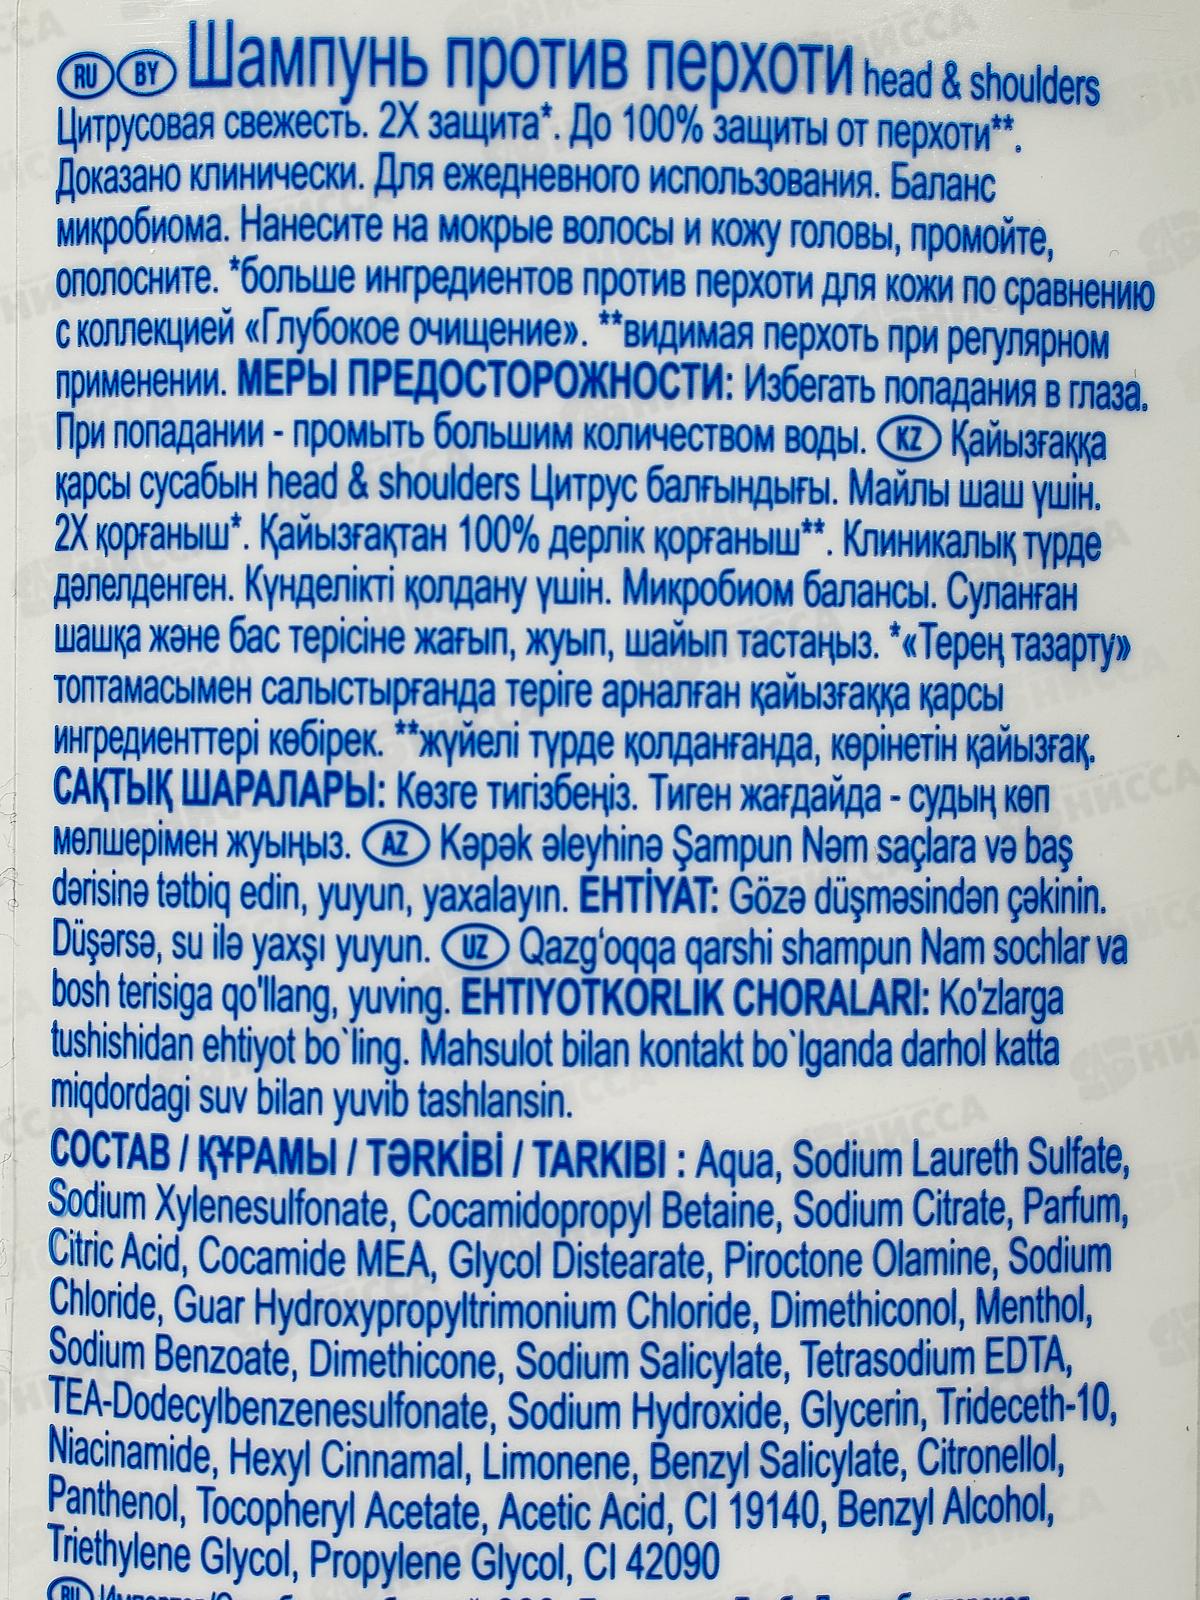 RU BY Шампунь против перхоти head & shoulders
Цитрусовая свежесть. 2X защита*. До 100% защиты от перхоти**.
Доказано клинически. Для ежедневного использования. Баланс
микробиома. Нанесите на мокрые волосы и кожу головы, промойте,
ополосните. *больше ингредиентов против перхоти для кожи по сравнению
с коллекцией «Глубокое очищение». **видимая перхоть при регулярном
применении. МЕРЫ ПРЕДОСТОРОЖНОСТИ: Избегать попадания в глаза.
При попадании - промыть большим количеством воды. KZ Қайызғаққа
қарсы сусабын head & shoulders Цитрус балғындығы. Майлы шаш үшін.
2X қорғаныш*. Қайызғақтан 100% дерлік қорғаныш**. Клиникалық түрде
дәлелденген. Күнделікті қолдану үшін. Микробиом балансы. Суланған
шашқа және бас терісіне жағып, жуып, шайып тастаңыз. *«Терең тазарту»
топтамасымен салыстырғанда теріге арналған қайызғаққа қарсы
ингредиенттері көбірек. **жүйелі түрде қолданғанда, көрінетін қайызғақ.
САҚТЫҚ ШАРАЛАРЫ: Көзге тигізбеңіз. Тиген жағдайда - судың көп
мөлшерімен жуыңыз. AZ Kəpək əleyhinə Şampun Nəm saçlara və baş
dərisinə tətbiq edin, yuyun, yaxalayın. EHTİYAT: Gözə düşməsindən çəkinin.
Düşərsə, su ilə yaxşı yuyun. UZ Qazg‘oqqa qarshi shampun Nam sochlar va
bosh terisiga qo'llang, yuving. EHTIYOTKORLIK CHORALARI: Ko'zlarga
tushishidan ehtiyot bo`ling. Mahsulot bilan kontakt bo`lganda darhol katta
miqdordagi suv bilan yuvib tashlansin.
СОСТАВ / ҚҰРАМЫ / TƏRKİBİ / TARKIBI : Aqua, Sodium Laureth Sulfate,
Sodium Xylenesulfonate, Cocamidopropyl Betaine, Sodium Citrate, Parfum,
Citric Acid, Cocamide MEA, Glycol Distearate, Piroctone Olamine, Sodium
Chloride, Guar Hydroxypropyltrimonium Chloride, Dimethiconol, Menthol,
Sodium Benzoate, Dimethicone, Sodium Salicylate, Tetrasodium EDTA,
TEA-Dodecylbenzenesulfonate, Sodium Hydroxide, Glycerin, Trideceth-10,
Niacinamide, Hexyl Cinnamal, Limonene, Benzyl Salicylate, Citronellol,
Panthenol, Tocopheryl Acetate, Acetic Acid, CI 19140, Benzyl Alcohol,
Triethylene Glycol, Propylene Glycol, CI 42090
RU